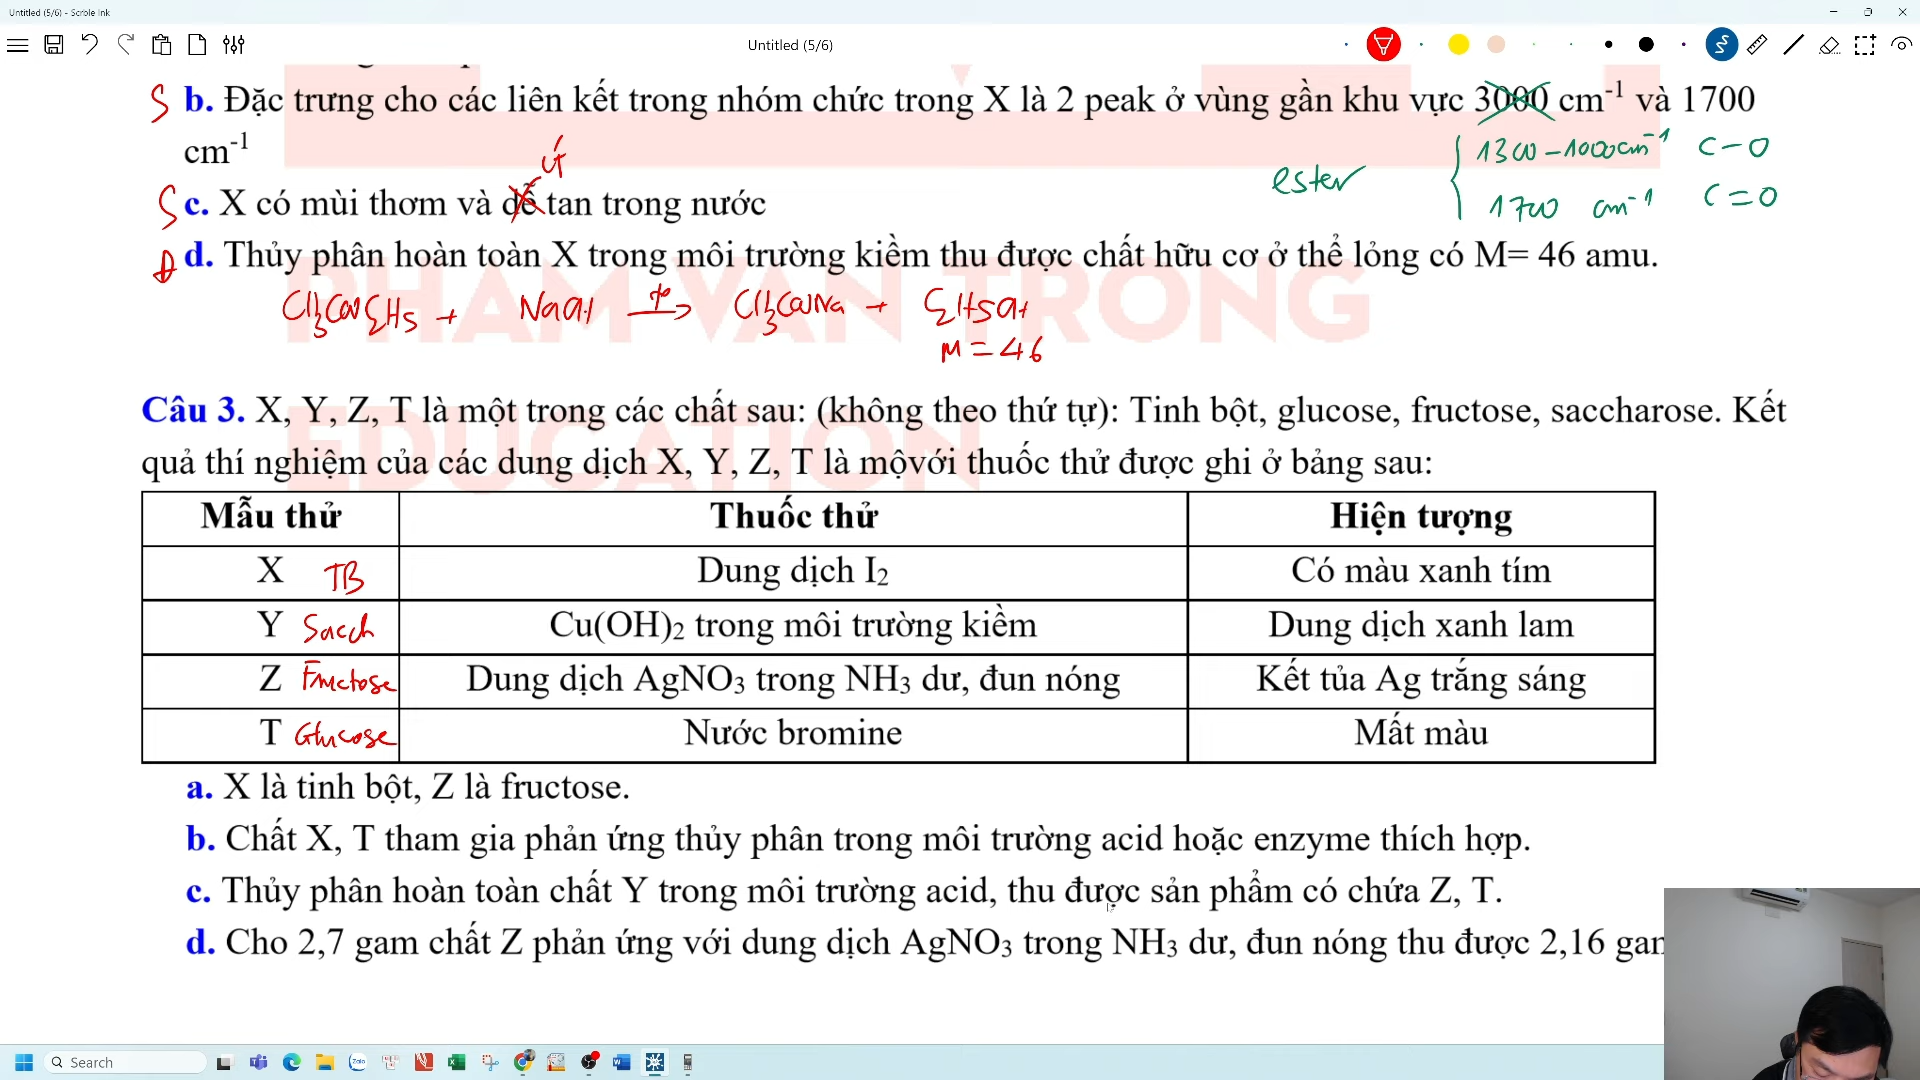 Untitled (5/6) - Scrble Ink
Untitled (5/6)
S b. Đặc trưng cho các liên kết trong nhóm chức trong X là 2 peak ở vùng gần khu vực 3000 cm-1 và 1700
cm-1
1300-1000cm-1 C-O
ester
1700 cm-1 C=O
ít
S c. X có mùi thơm và dễ tan trong nước
Đ d. Thủy phân hoàn toàn X trong môi trường kiềm thu được chất hữu cơ ở thể lỏng có M= 46 amu.
CH3COOC2H5 + NaOH to→ CH3COONa + C2H5OH
M = 46
PHAM VAN TRONG
EDUCATION
Câu 3. X, Y, Z, T là một trong các chất sau: (không theo thứ tự): Tinh bột, glucose, fructose, saccharose. Kết
quả thí nghiệm của các dung dịch X, Y, Z, T là mộvới thuốc thử được ghi ở bảng sau:
Mẫu thử Thuốc thử Hiện tượng
X TB Dung dịch I2 Có màu xanh tím
Y Sacch Cu(OH)2 trong môi trường kiềm Dung dịch xanh lam
Z Fructose Dung dịch AgNO3 trong NH3 dư, đun nóng Kết tủa Ag trắng sáng
T Glucose Nước bromine Mất màu
a. X là tinh bột, Z là fructose.
b. Chất X, T tham gia phản ứng thủy phân trong môi trường acid hoặc enzyme thích hợp.
c. Thủy phân hoàn toàn chất Y trong môi trường acid, thu được sản phẩm có chứa Z, T.
d. Cho 2,7 gam chất Z phản ứng với dung dịch AgNO3 trong NH3 dư, đun nóng thu được 2,16
Search
Zalo